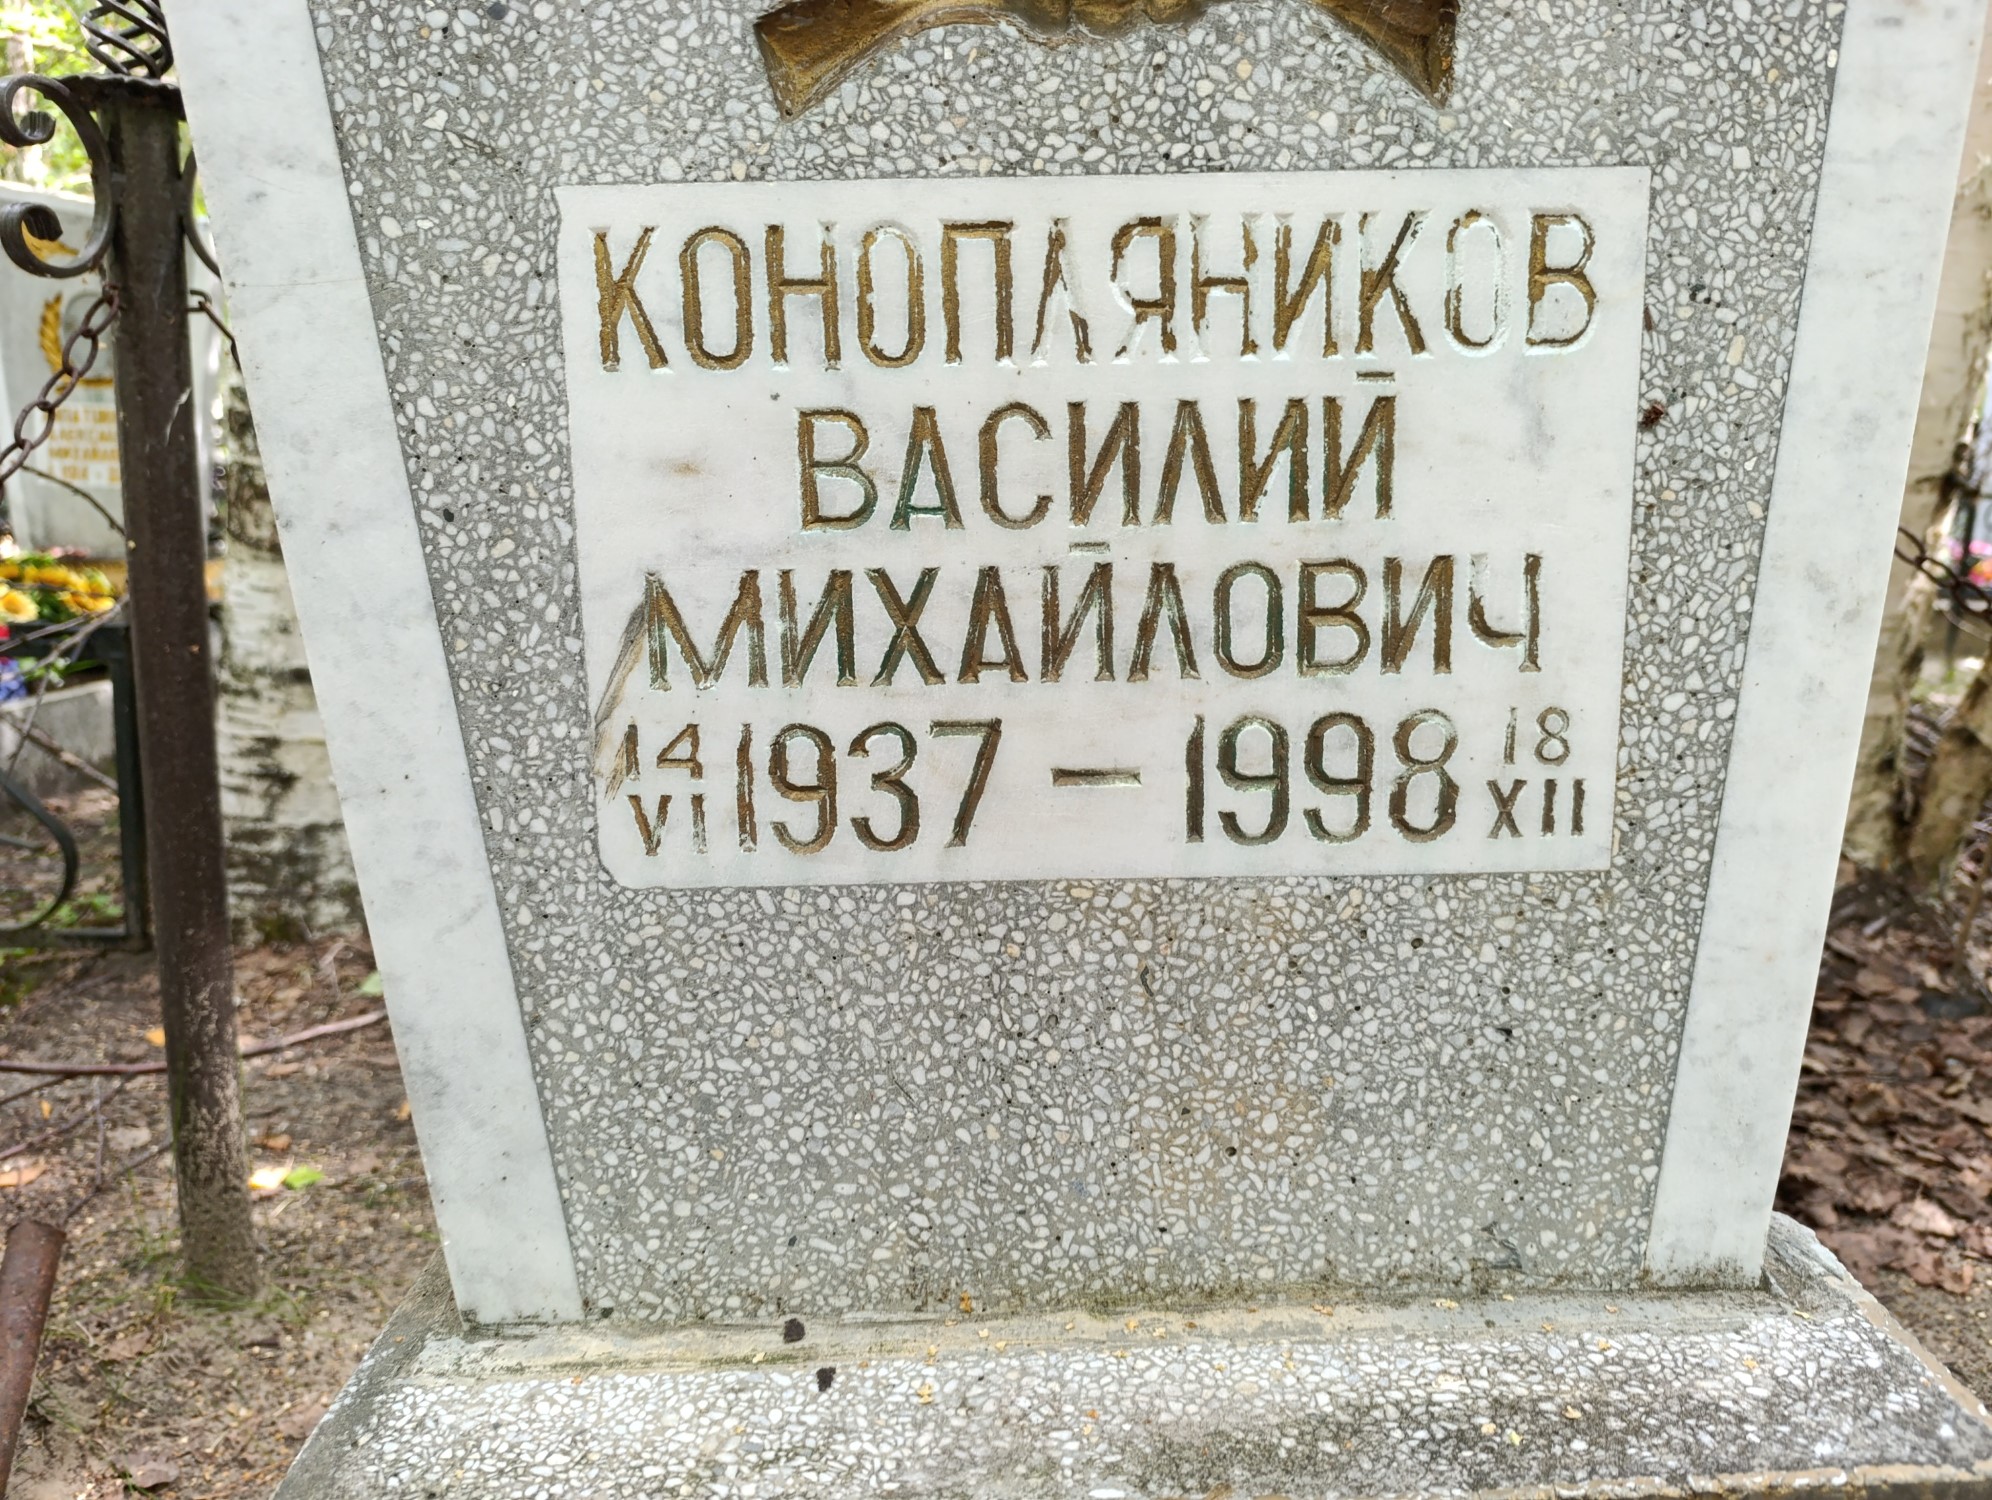 КОНОПЛЯНИКОВ
ВАСИЛИЙ
МИХАЙЛОВИЧ
14 VI 1937 — 1998 18 XII